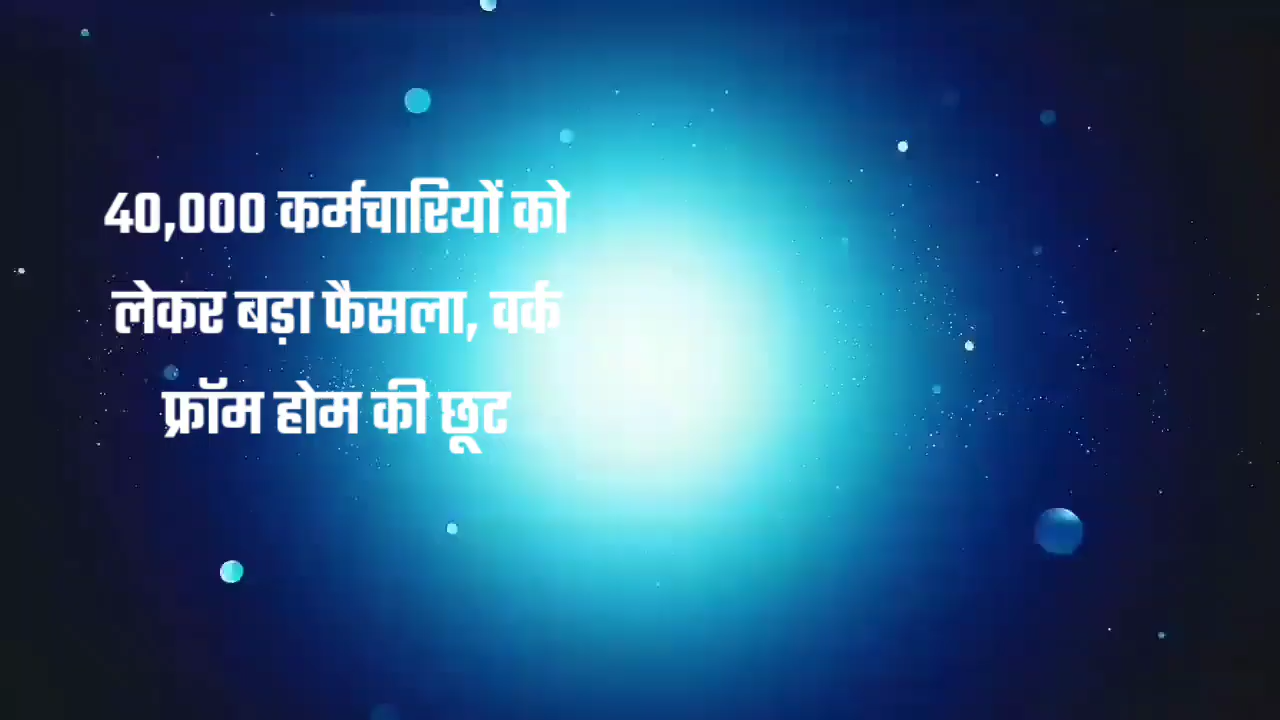 40,000 कर्मचारियों को
लेकर बड़ा फैसला, वर्क
फ्रॉम होम की छूट